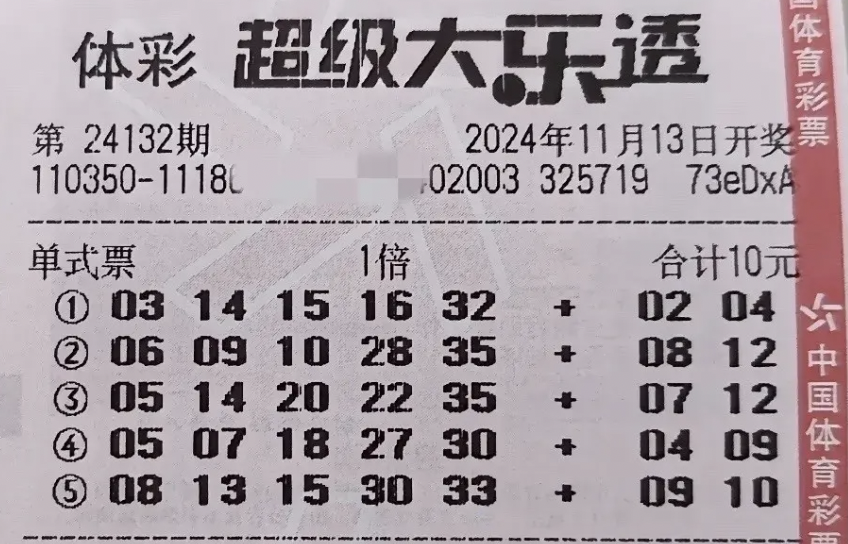 体彩 超级大乐透
第 24132期 2024年11月13日开奖
110350-1118 02003 325719 73eDxA
单式票 1倍 合计10元
① 03 14 15 16 32 + 02 04
② 06 09 10 28 35 + 08 12
③ 05 14 20 22 35 + 07 12
④ 05 07 18 27 30 + 04 09
⑤ 08 13 15 30 33 + 09 10
国体育彩票
中国体育彩票